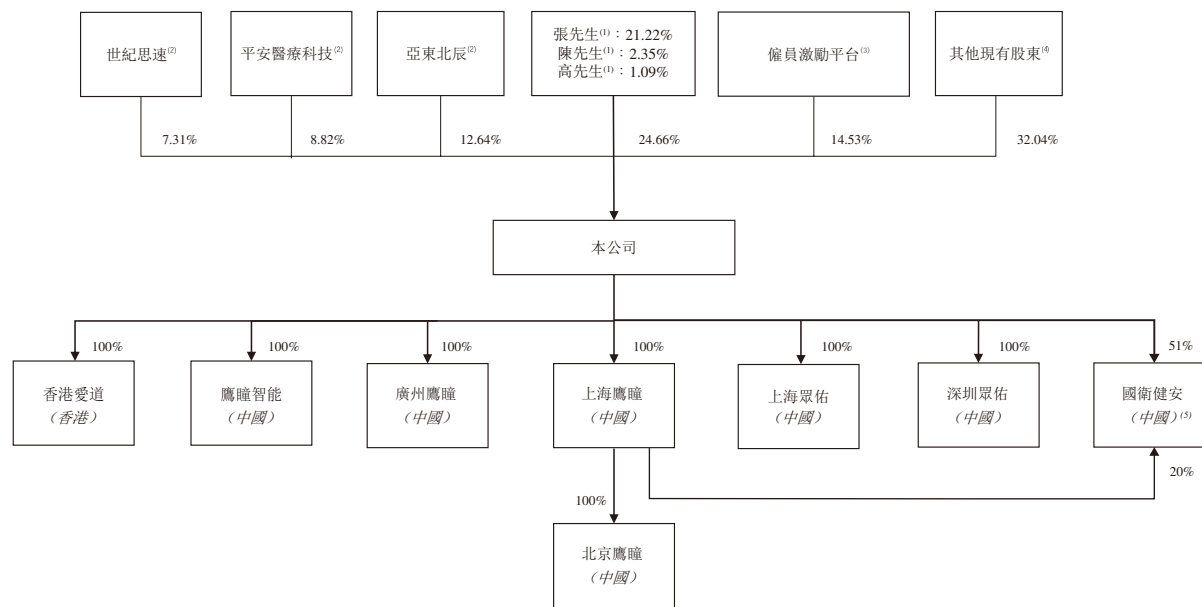 世紀思速(2)
平安醫療科技(2)
亞東北辰(2)
張先生(1)：21.22%
陳先生(1)：2.35%
高先生(1)：1.09%
僱員激勵平台(3)
其他現有股東(4)
7.31%
8.82%
12.64%
24.66%
14.53%
32.04%
本公司
100%
100%
100%
100%
100%
100%
51%
香港愛道
（香港）
鷹瞳智能
（中國）
廣州鷹瞳
（中國）
上海鷹瞳
（中國）
上海眾佑
（中國）
深圳眾佑
（中國）
國衛健安
（中國）(5)
20%
100%
北京鷹瞳
（中國）